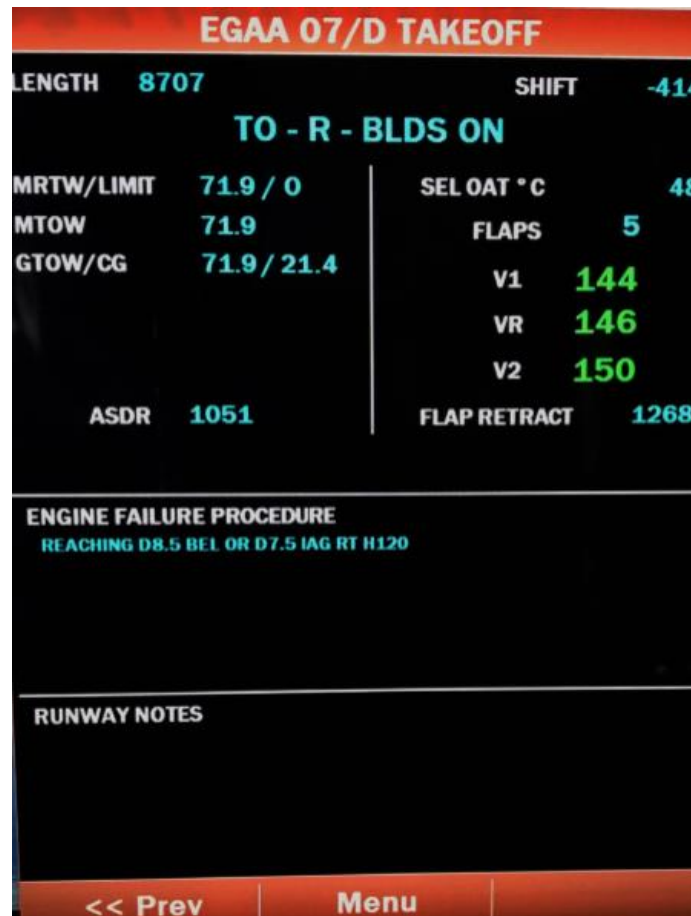 EGAA 07/D TAKEOFF
LENGTH 8707 SHIFT -414
TO - R - BLDS ON
MRTW/LIMIT 71.9 / 0 SEL OAT °C 48
MTOW 71.9 FLAPS 5
GTOW/CG 71.9 / 21.4 V1 144
VR 146
V2 150
ASDR 1051 FLAP RETRACT 1268
ENGINE FAILURE PROCEDURE
REACHING D8.5 BEL OR D7.5 IAG RT H120
RUNWAY NOTES
<< Prev Menu